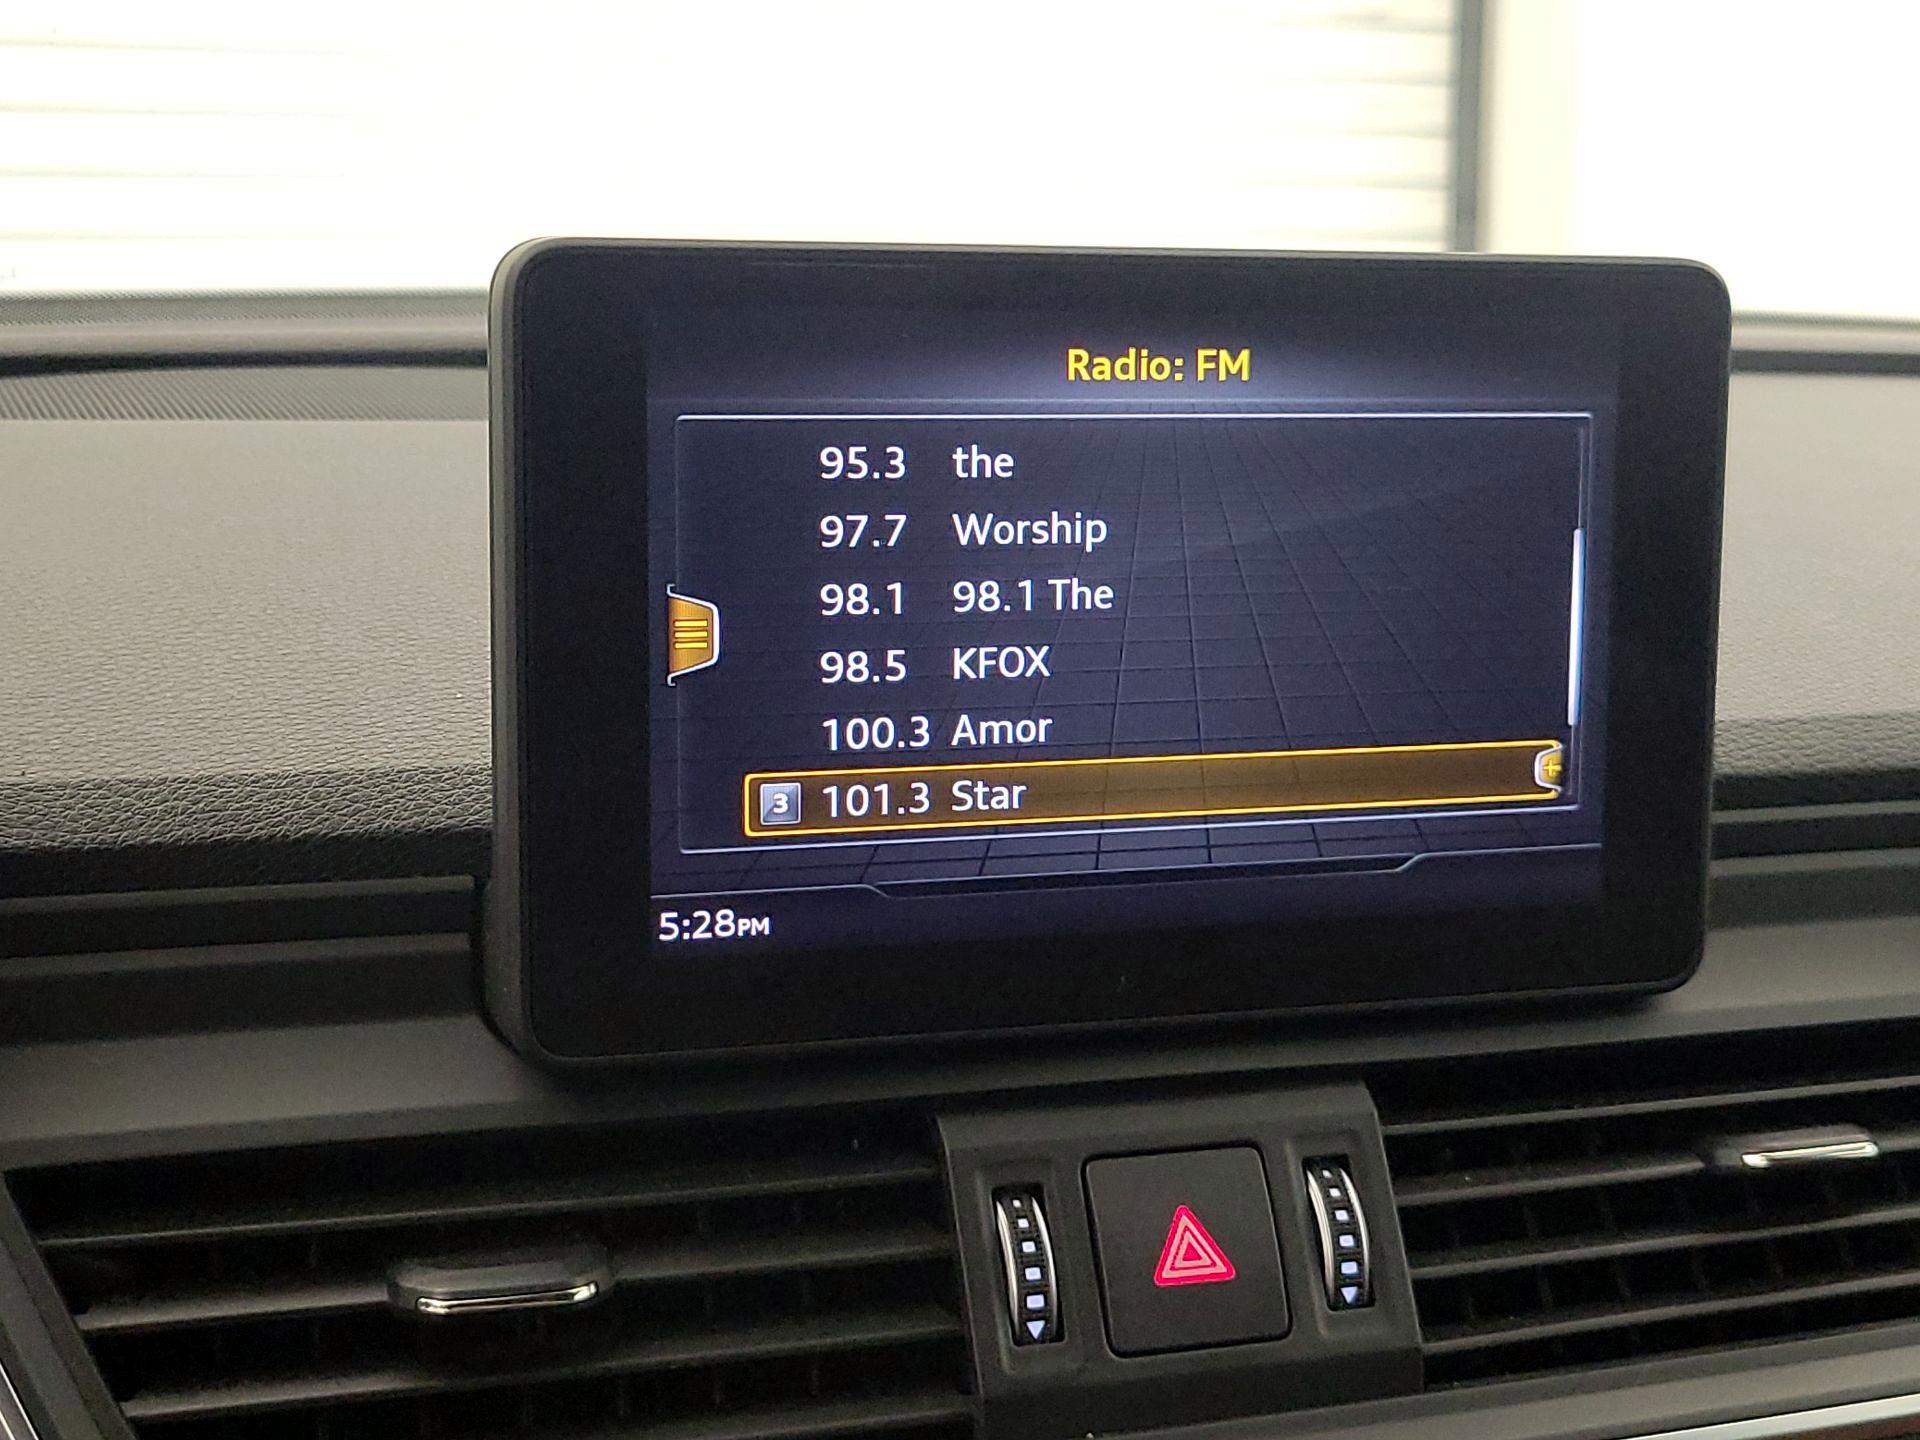 Radio: FM
95.3 the
97.7 Worship
98.1 98.1 The
98.5 KFOX
100.3 Amor
3 101.3 Star
5:28PM